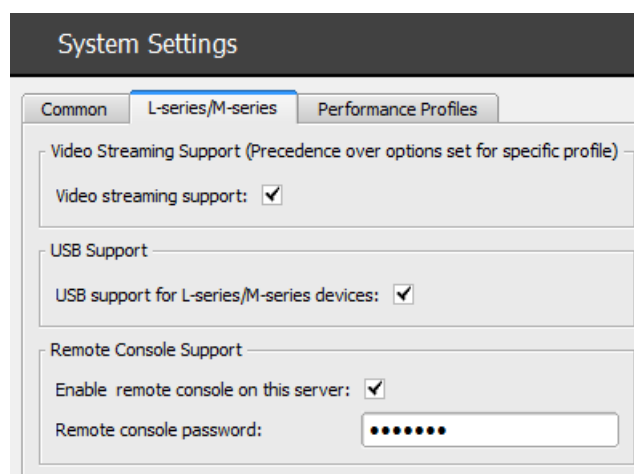 System Settings
Common L-series/M-series Performance Profiles
Video Streaming Support (Precedence over options set for specific profile)
Video streaming support:
USB Support
USB support for L-series/M-series devices:
Remote Console Support
Enable remote console on this server:
Remote console password: •••••••